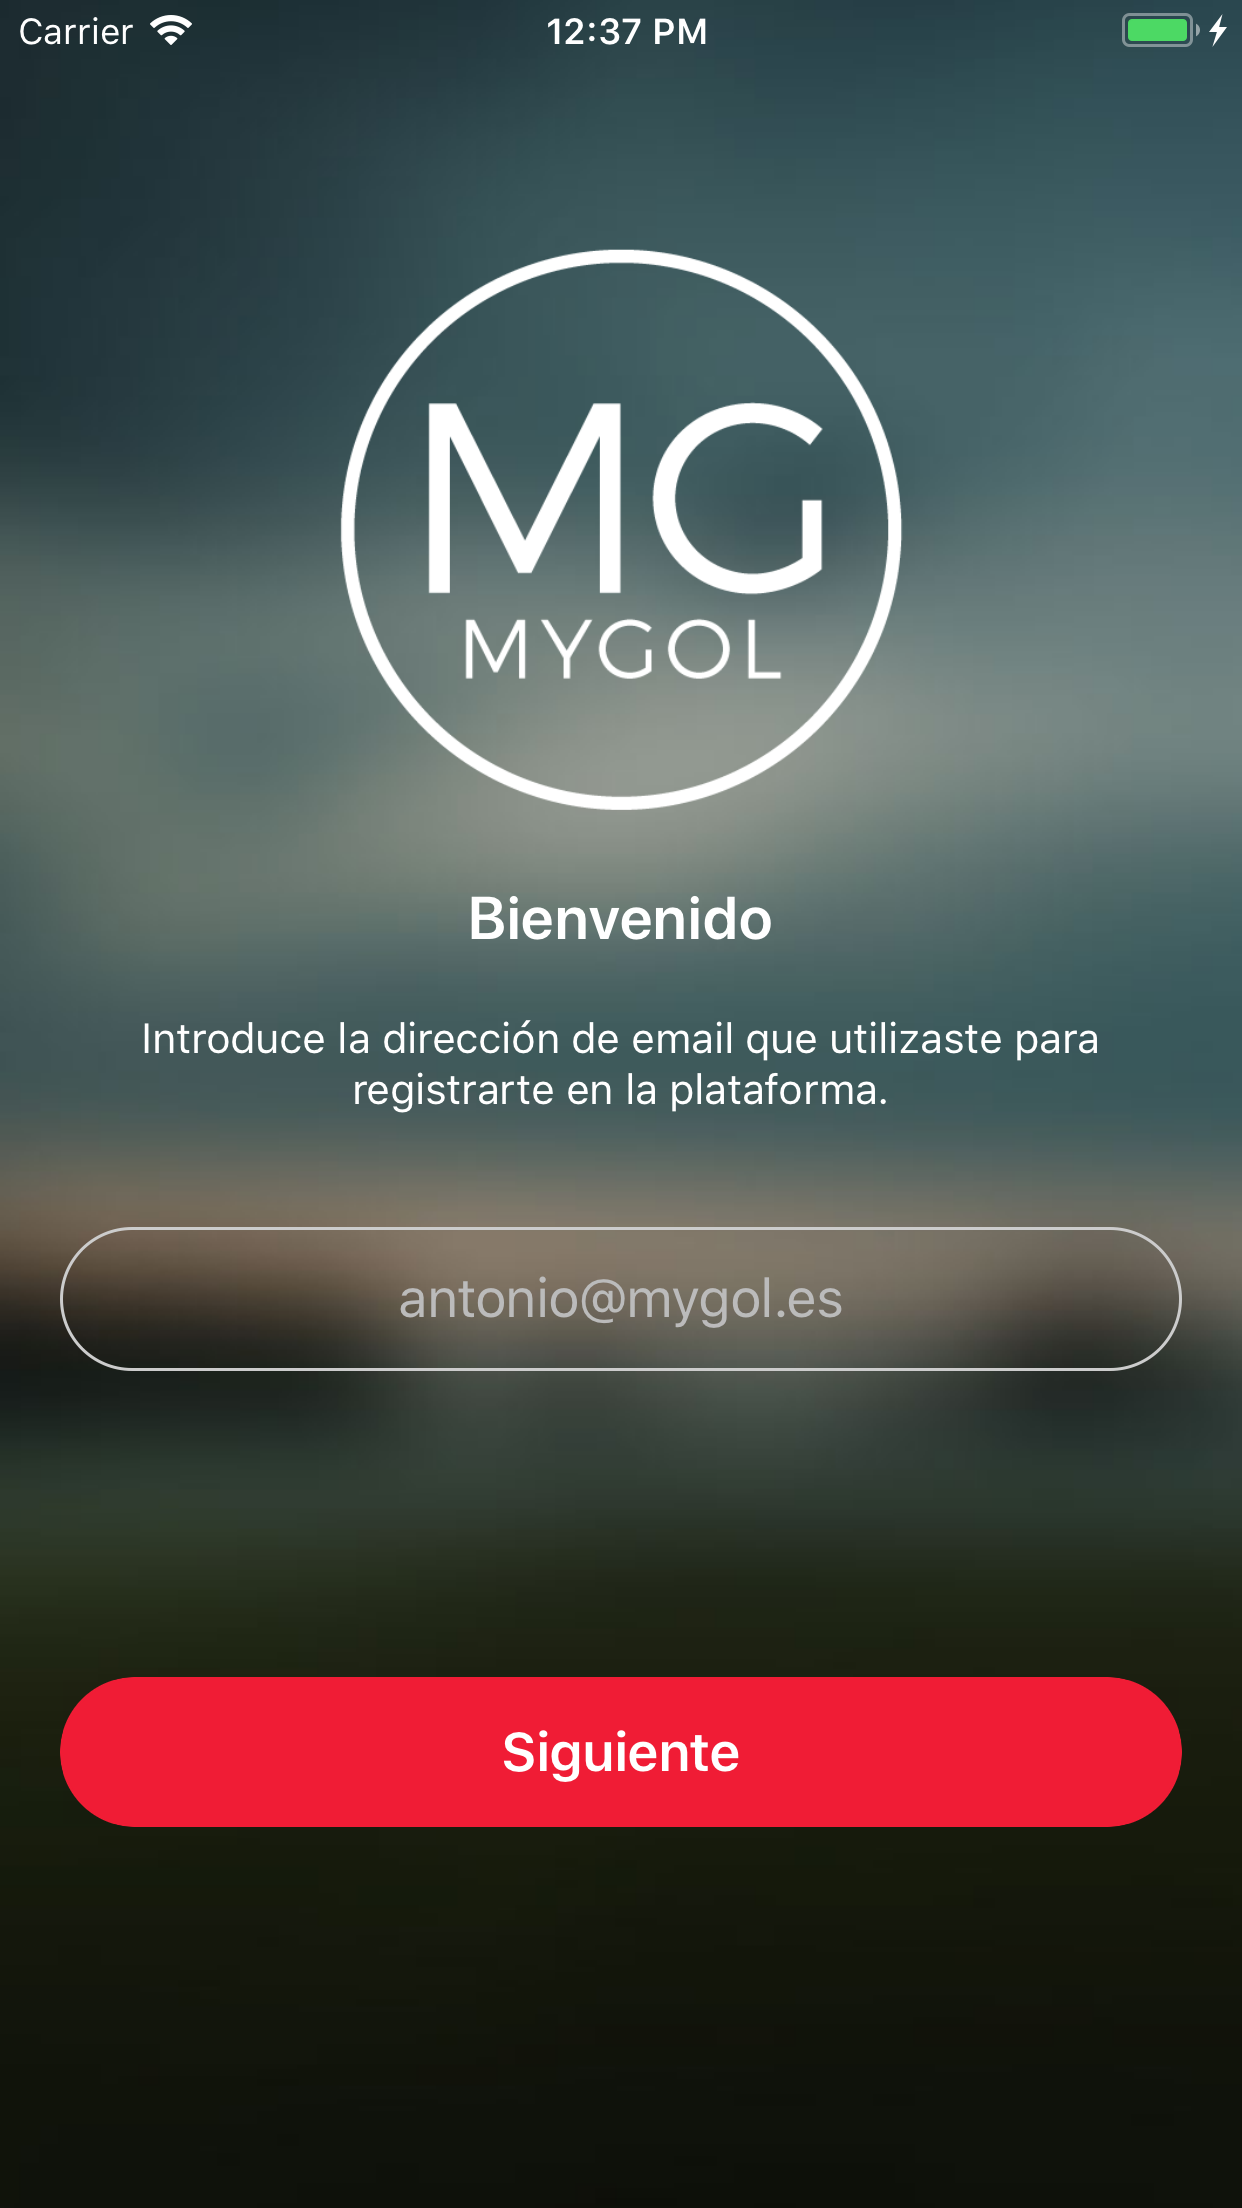 Carrier 12:37 PM
MG
MYGOL
Bienvenido
Introduce la dirección de email que utilizaste para
registrarte en la plataforma.
antonio@mygol.es
Siguiente